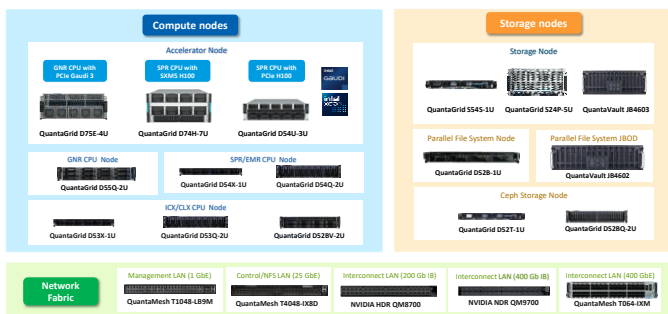 Compute nodes
Accelerator Node
GNR CPU with
PCIe Gaudi 3
SPR CPU with
SXM5 H100
SPR CPU with
PCIe H100
intel
GAUDI
intel
xeon
QuantaGrid D75E-4U
QuantaGrid D74H-7U
QuantaGrid D54U-3U
GNR CPU Node
QuantaGrid D55Q-2U
SPR/EMR CPU Node
QuantaGrid D54X-1U
QuantaGrid D54Q-2U
ICX/CLX CPU Node
QuantaGrid D53X-1U
QuantaGrid D53Q-2U
QuantaGrid D52BV-2U
Storage nodes
Storage Node
QuantaGrid S54S-1U
QuantaGrid S24P-5U
QuantaVault JB4603
Parallel File System Node
QuantaGrid D52B-1U
Parallel File System JBOD
QuantaVault JB4602
Ceph Storage Node
QuantaGrid D52T-1U
QuantaGrid D52BQ-2U
Network
Fabric
Management LAN (1 GbE)
QuantaMesh T1048-LB9M
Control/NFS LAN (25 GbE)
QuantaMesh T4048-IX8D
Interconnect LAN (200 Gb IB)
NVIDIA HDR QM8700
Interconnect LAN (400 Gb IB)
NVIDIA NDR QM9700
Interconnect LAN (400 GbE)
QuantaMesh T064-IXM